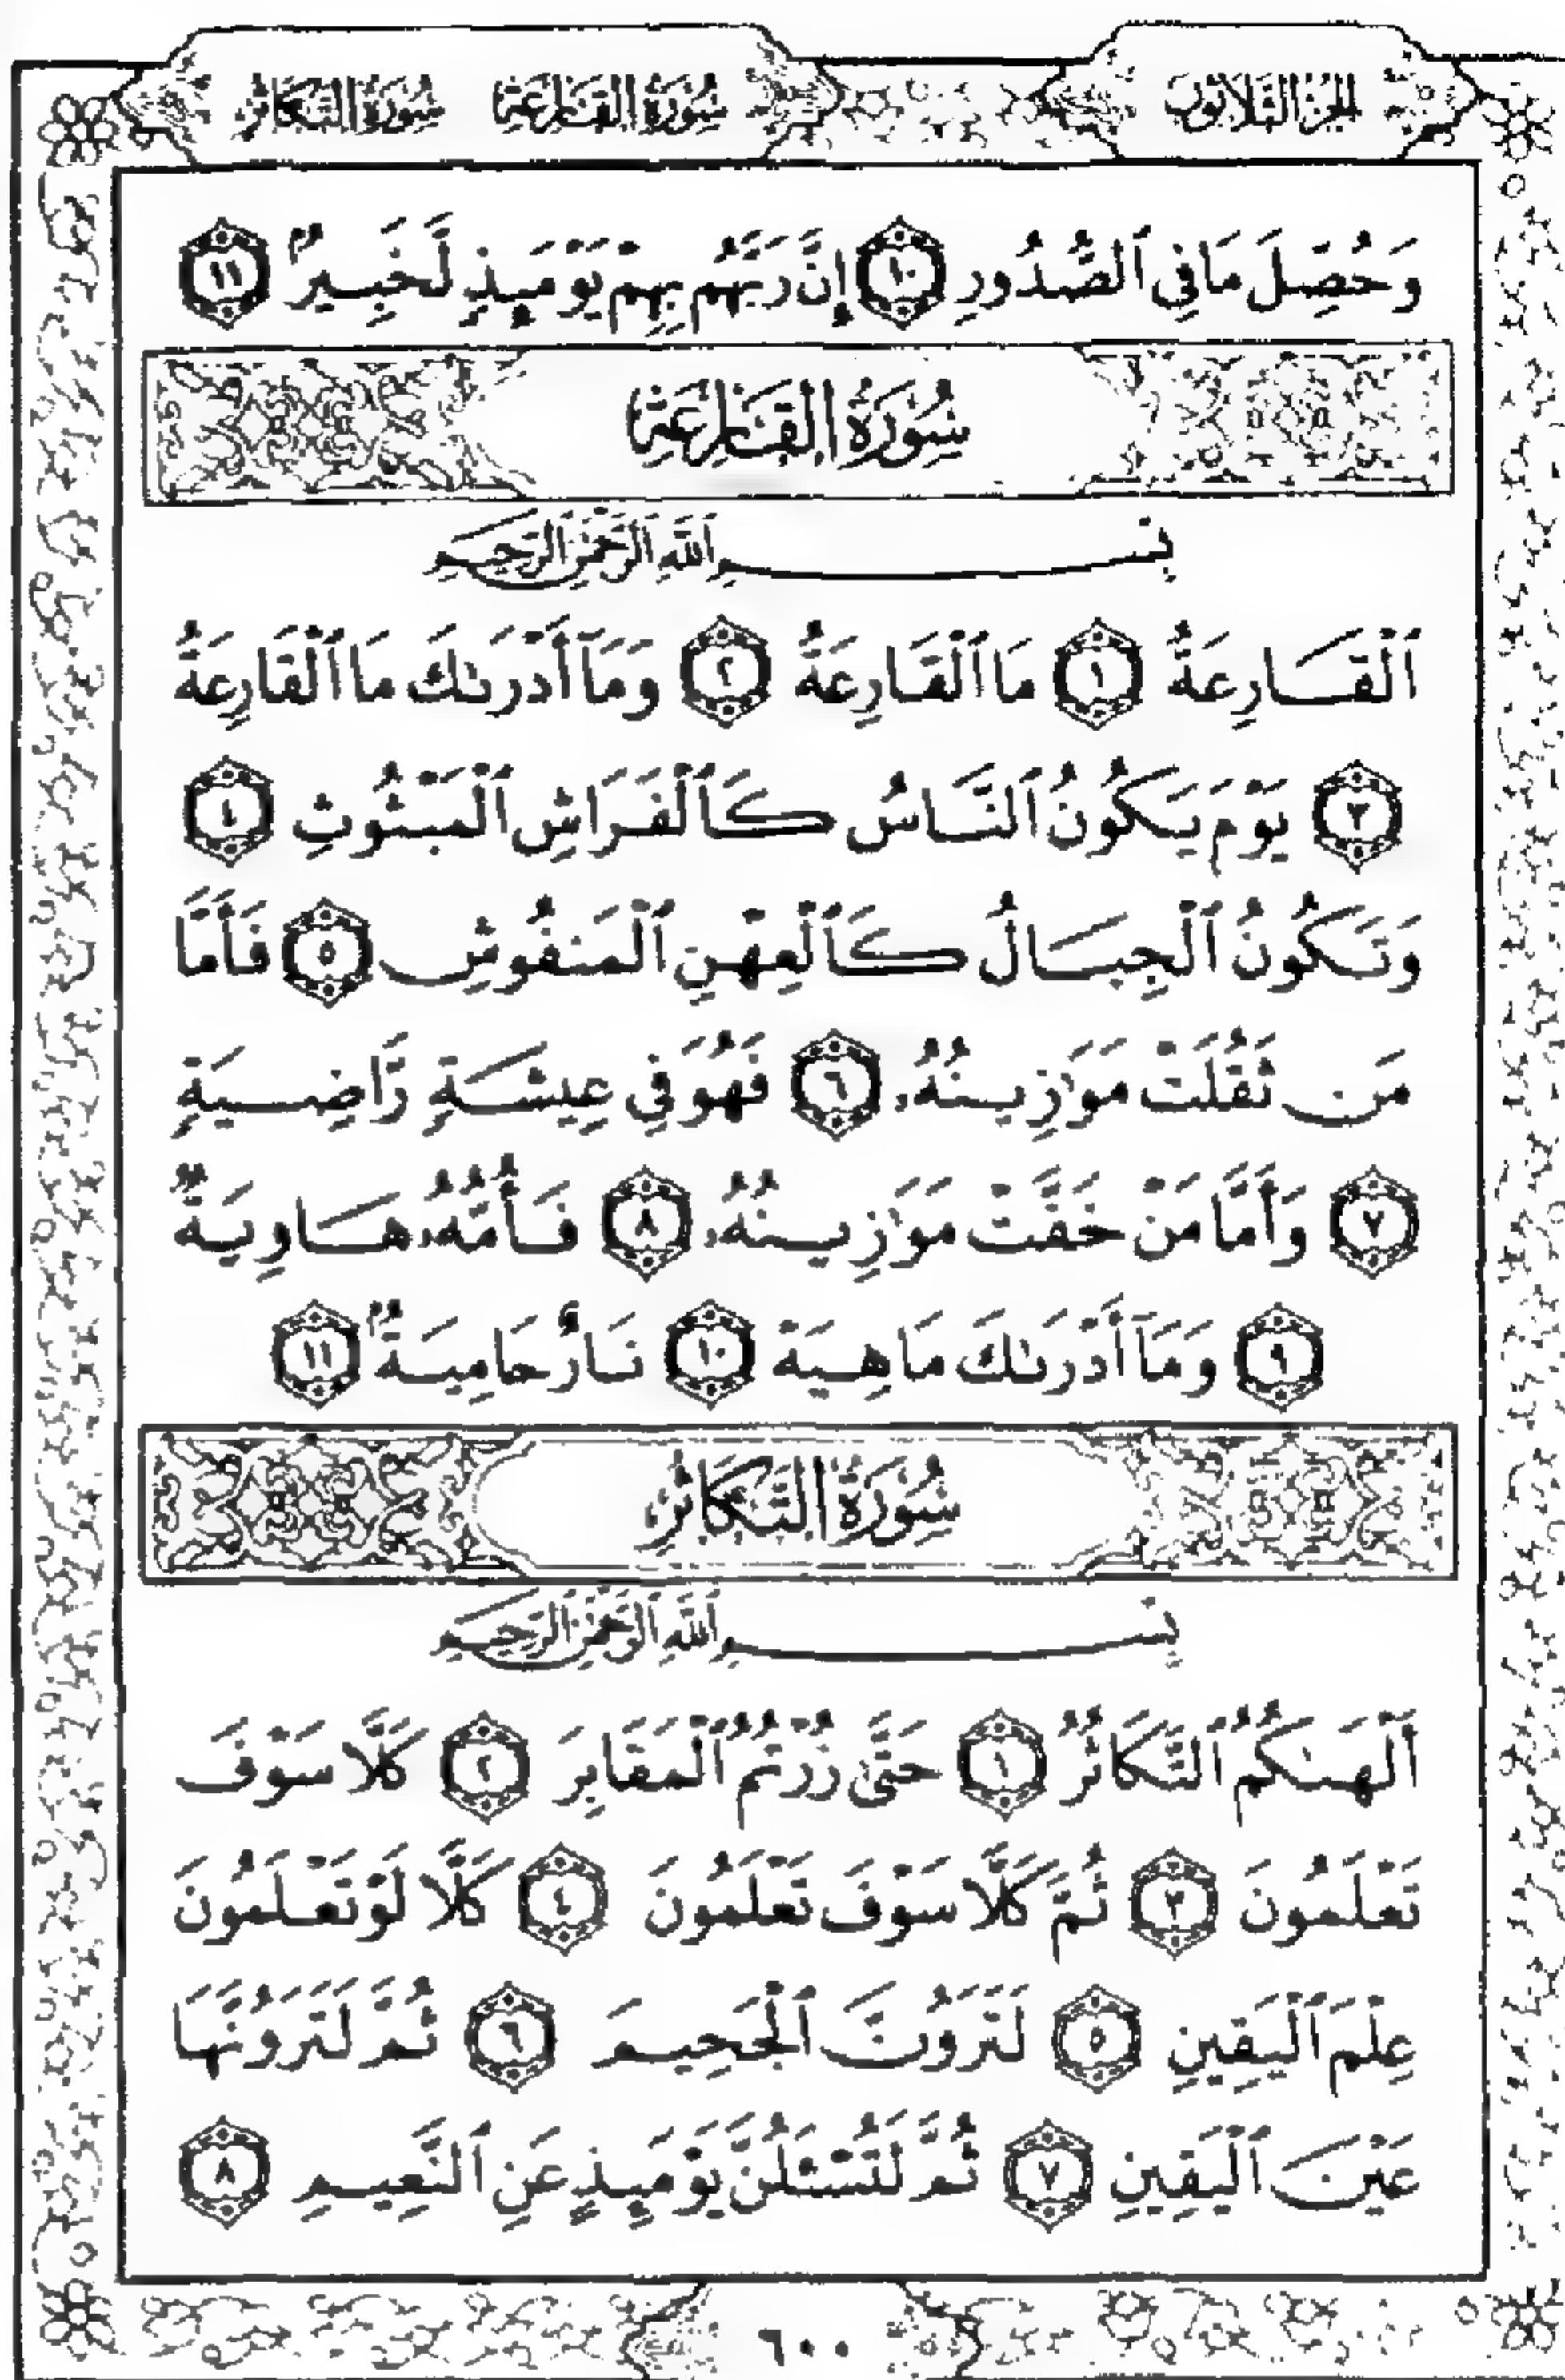 الجزء الثلاثون سورة القارعة سورة التكاثر
وَحُصِّلَ مَا فِى ٱلصُّدُورِ ١٠ إِنَّ رَبَّهُم بِهِمْ يَوْمَئِذٍ لَّخَبِيرٌۢ ١١
سُورَةُ القَارِعَةِ
بِسْمِ ٱللَّهِ ٱلرَّحْمَٰنِ ٱلرَّحِيمِ
ٱلْقَارِعَةُ ١ مَا ٱلْقَارِعَةُ ٢ وَمَآ أَدْرَىٰكَ مَا ٱلْقَارِعَةُ
٣ يَوْمَ يَكُونُ ٱلنَّاسُ كَٱلْفَرَاشِ ٱلْمَبْثُوثِ ٤
وَتَكُونُ ٱلْجِبَالُ كَٱلْعِهْنِ ٱلْمَنفُوشِ ٥ فَأَمَّا
مَن ثَقُلَتْ مَوَٰزِينُهُۥ ٦ فَهُوَ فِى عِيشَةٍ رَّاضِيَةٍ
٧ وَأَمَّا مَنْ خَفَّتْ مَوَٰزِينُهُۥ ٨ فَأُمُّهُۥ هَاوِيَةٌ
٩ وَمَآ أَدْرَىٰكَ مَا هِيَهْ ١٠ نَارٌ حَامِيَةٌۢ ١١
سُورَةُ التَّكَاثُرِ
بِسْمِ ٱللَّهِ ٱلرَّحْمَٰنِ ٱلرَّحِيمِ
أَلْهَىٰكُمُ ٱلتَّكَاثُرُ ١ حَتَّىٰ زُرْتُمُ ٱلْمَقَابِرَ ٢ كَلَّا سَوْفَ
تَعْلَمُونَ ٣ ثُمَّ كَلَّا سَوْفَ تَعْلَمُونَ ٤ كَلَّا لَوْ تَعْلَمُونَ
عِلْمَ ٱلْيَقِينِ ٥ لَتَرَوُنَّ ٱلْجَحِيمَ ٦ ثُمَّ لَتَرَوُنَّهَا
عَيْنَ ٱلْيَقِينِ ٧ ثُمَّ لَتُسْـَٔلُنَّ يَوْمَئِذٍ عَنِ ٱلنَّعِيمِ ٨
٦٠٠